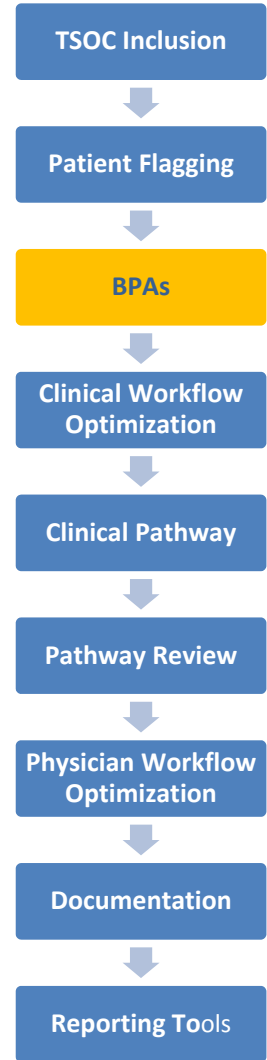 TSOC Inclusion
Patient Flagging
BPAs
Clinical Workflow
Optimization
Clinical Pathway
Pathway Review
Physician Workflow
Optimization
Documentation
Reporting Tools